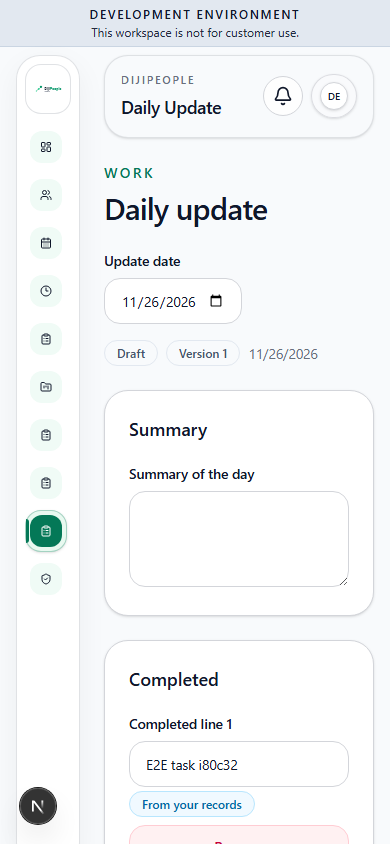 DEVELOPMENT ENVIRONMENT
This workspace is not for customer use.
DIJIPEOPLE
Daily Update
DE
WORK
Daily update
Update date
11/26/2026
Draft
Version 1
11/26/2026
Summary
Summary of the day
Completed
Completed line 1
E2E task i80c32
From your records
N